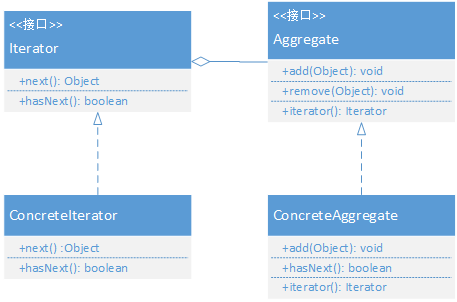 <<接口>>
Iterator
+next(): Object
+hasNext(): boolean
<<接口>>
Aggregate
+add(Object): void
+remove(Object): void
+iterator(): Iterator
ConcreteIterator
+next() :Object
+hasNext(): boolean
ConcreteAggregate
+add(Object): void
+hasNext(): boolean
+iterator(): Iterator